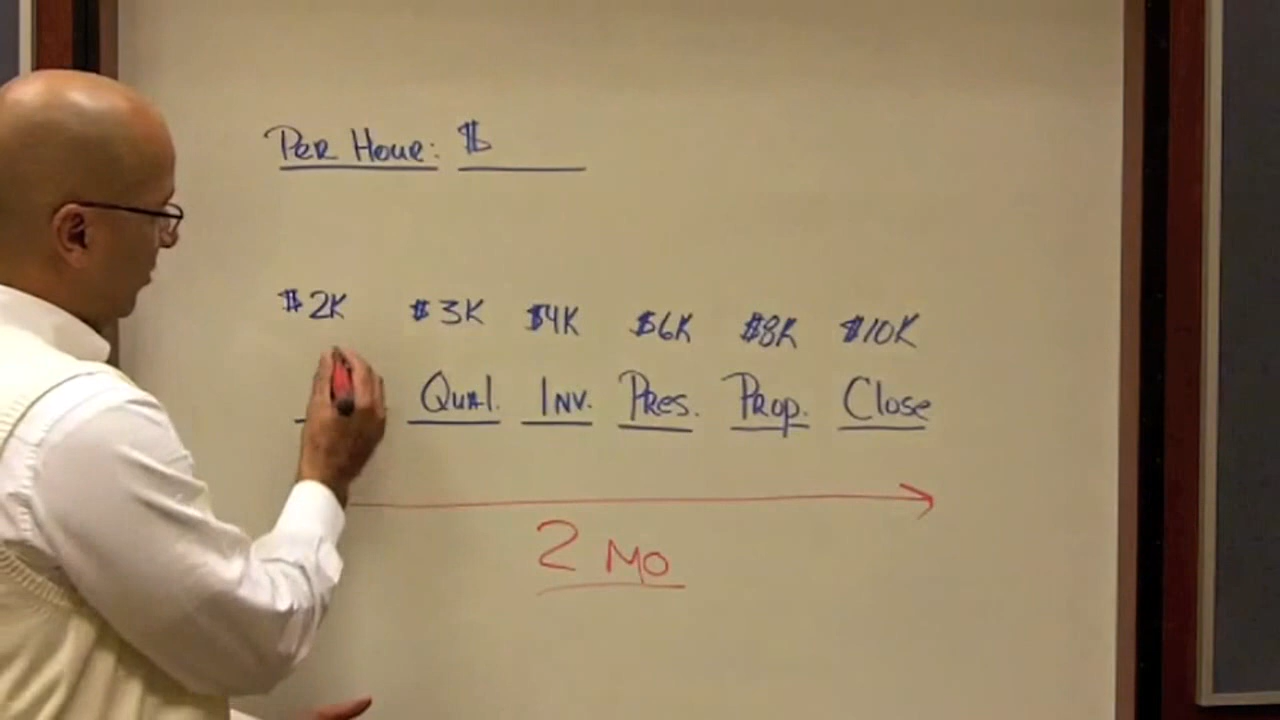 Per Hour: $
$2K $3K $4K $6K $8K $10K
Qual. Inv. Pres. Prop. Close
2 Mo